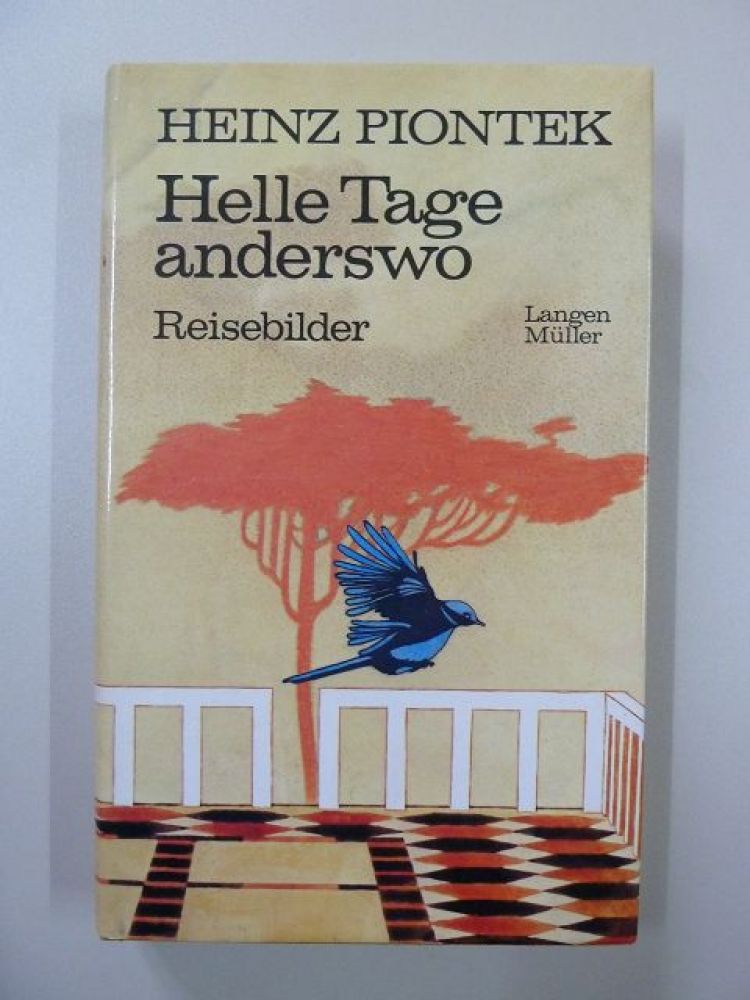 HEINZ PIONTEK
Helle Tage
anderswo
Reisebilder
Langen
Müller